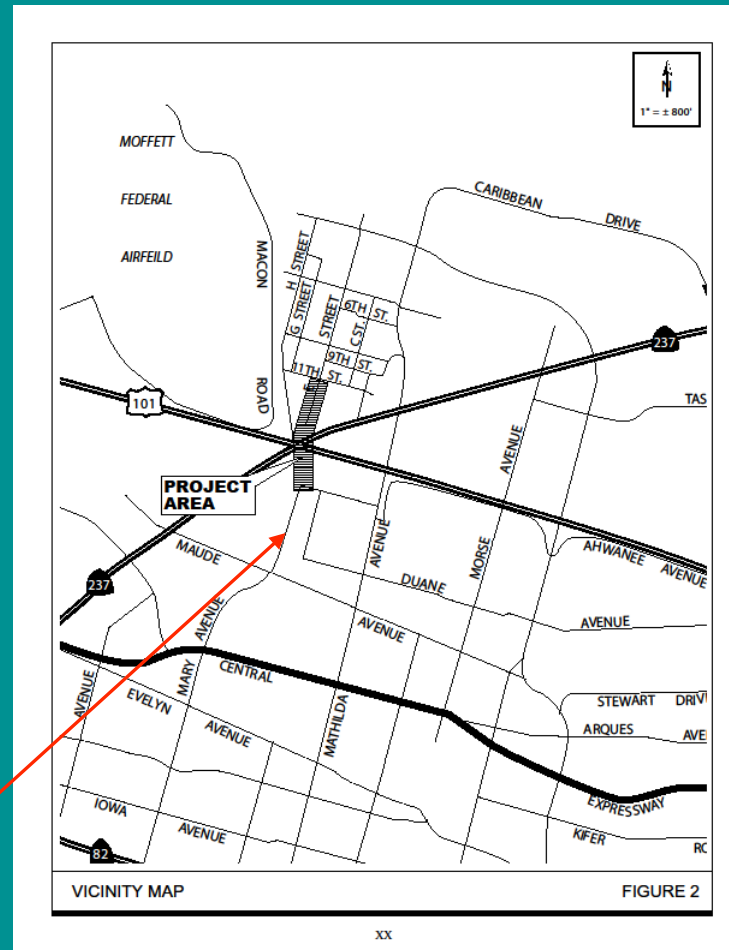 N
1" = ± 800'
MOFFETT
FEDERAL
AIRFEILD
CARIBBEAN
DRIVE
MACON
ROAD
H STREET
G STREET
STREET
6TH ST.
C ST.
9TH ST.
11TH ST.
237
101
TAS
PROJECT
AREA
AVENUE
MORSE
AHWANEE
AVENUE
MAUDE
AVENUE
DUANE
AVENUE
237
AVENUE
MARY
AVENUE
CENTRAL
EXPRESSWAY
AVENUE
EVELYN
AVENUE
MATHILDA
STEWART DRIV
ARQUES
AVE
IOWA
AVENUE
KIFER
RO
82
VICINITY MAP
FIGURE 2
xx